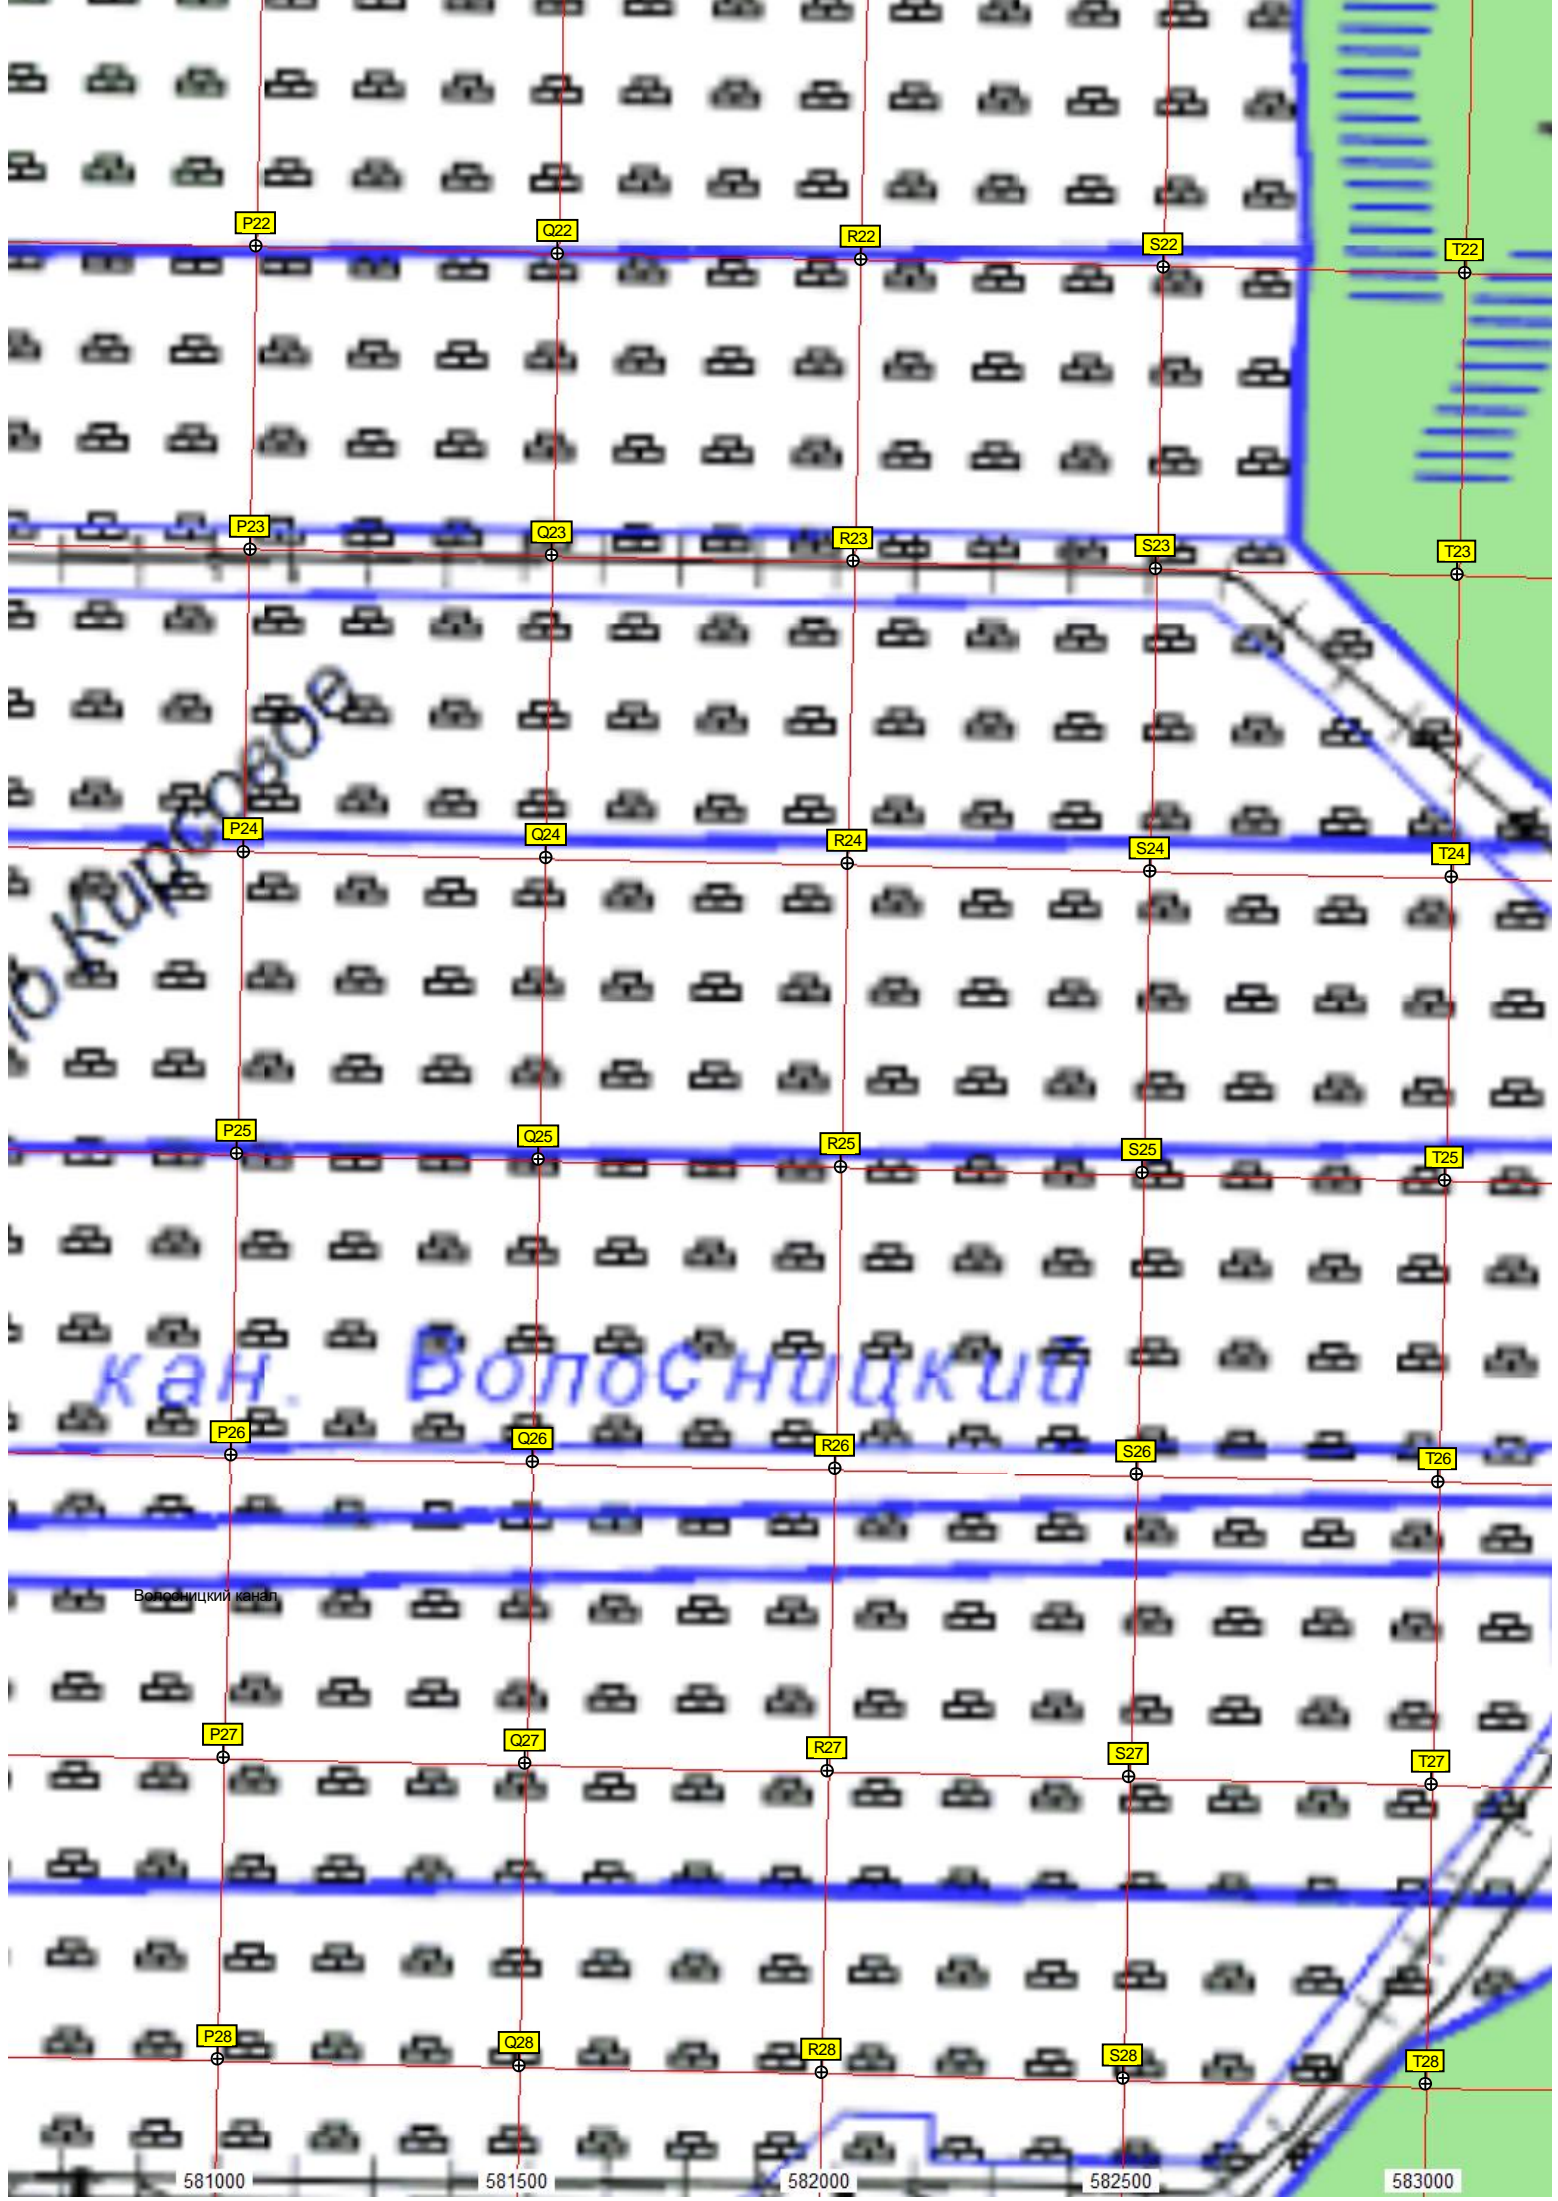 P22 Q22 R22 S22 T22
P23 Q23 R23 S23 T23
Кирсовое
P24 Q24 R24 S24 T24
P25 Q25 R25 S25 T25
кан. Волосницкий
P26 Q26 R26 S26 T26
Волосницкий канал
P27 Q27 R27 S27 T27
P28 Q28 R28 S28 T28
581000 581500 582000 582500 583000